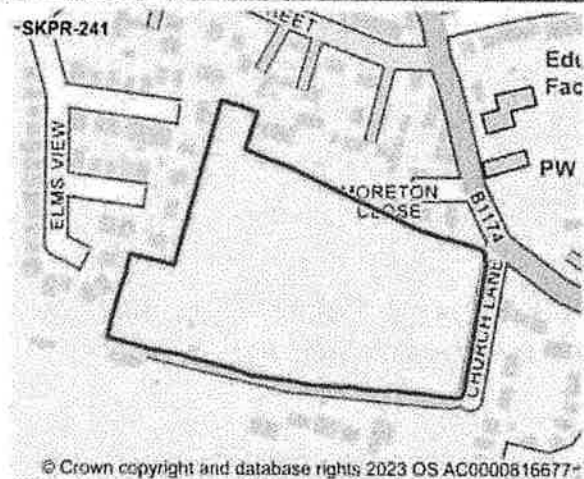 SKPR-241
EET
Edu
Fac
ELMS VIEW
MORETON
CLOSE
PW
B1174
CHURCH LANE
© Crown copyright and database rights 2023 OS AC0000816677